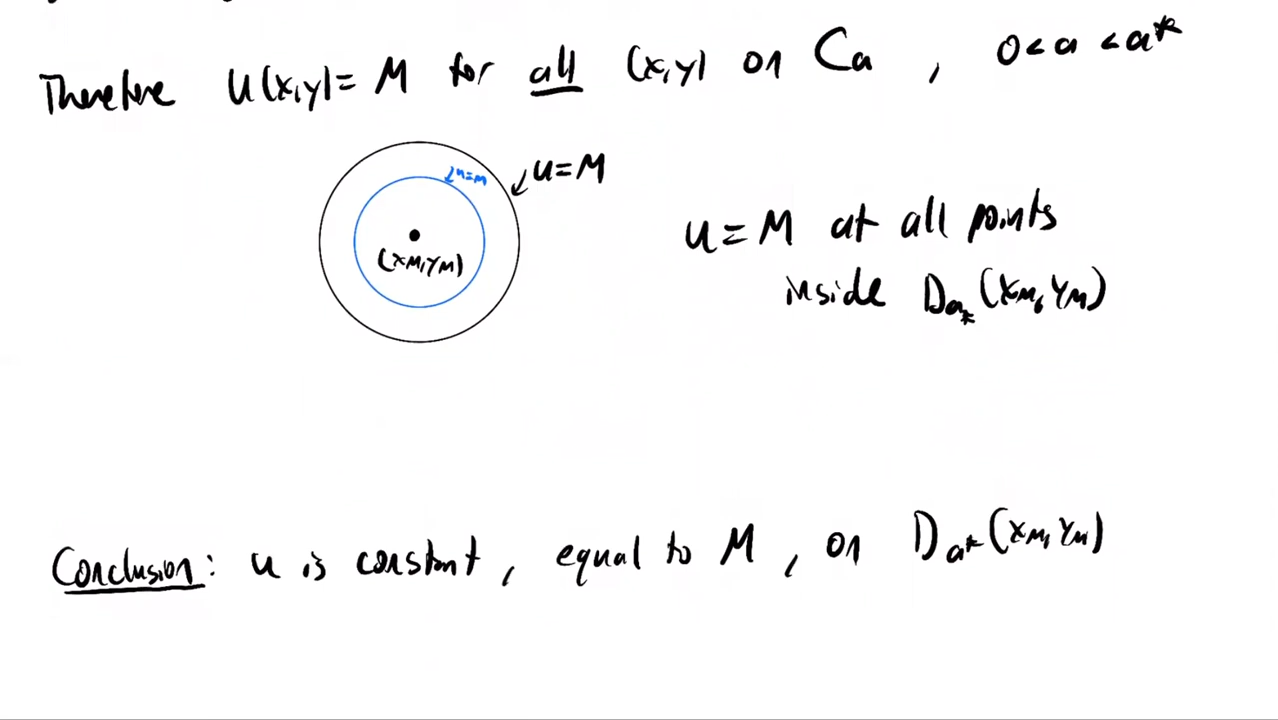 Therefore u(x,y) = M for all (x,y) on Ca , 0<a<a*
u=M
u=M
(xM,yM)
u = M at all points
inside Da*(xM,yM)
Conclusion: u is constant, equal to M, on Da*(xM,yM)